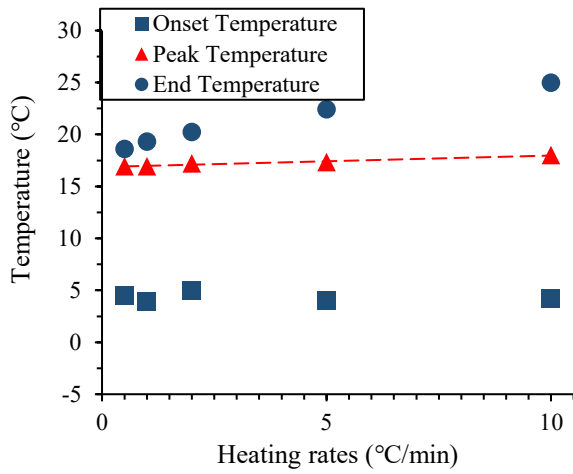 Onset Temperature
Peak Temperature
End Temperature
30
25
20
15
10
5
0
-5
Temperature (℃)
0
5
10
Heating rates (℃/min)